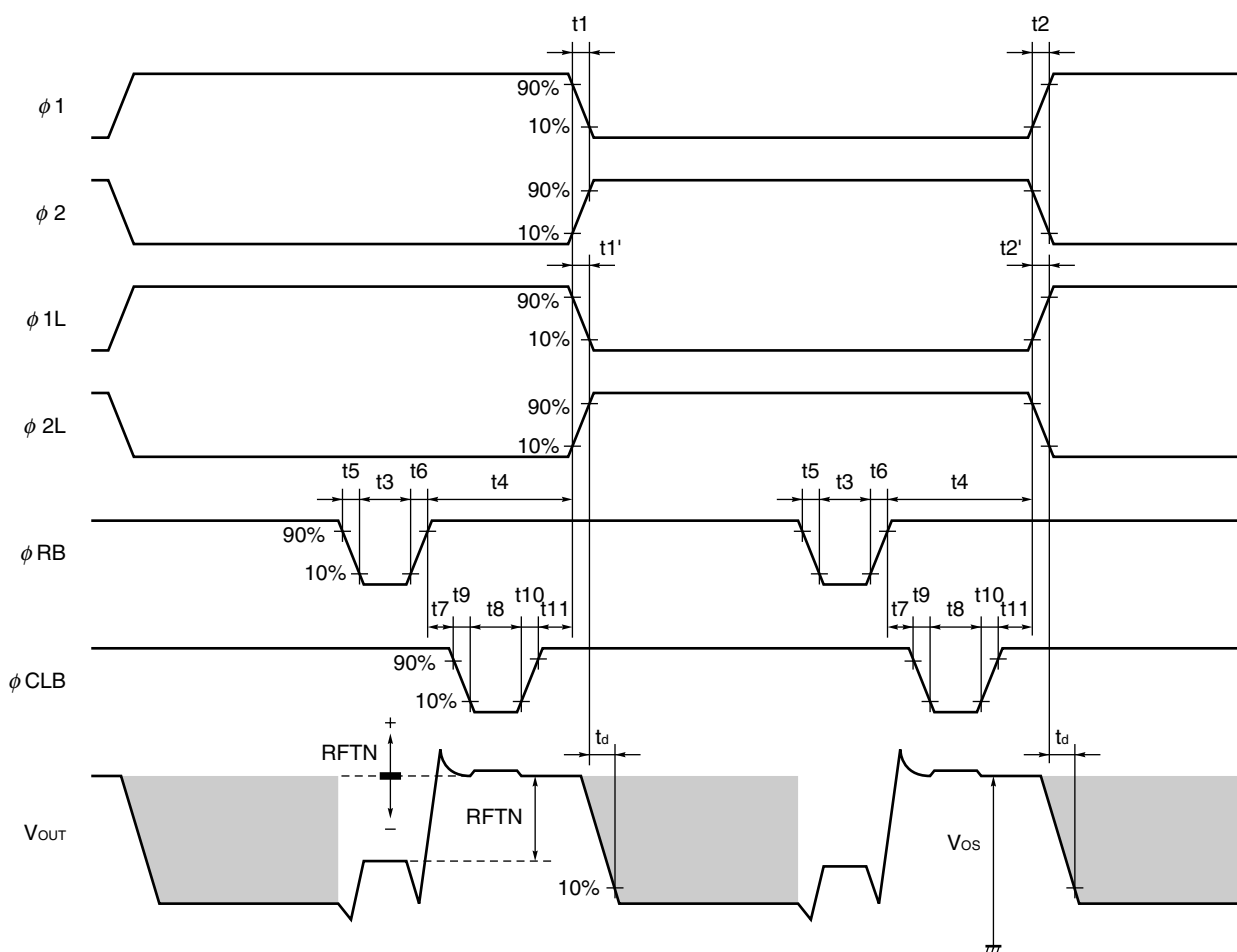 t1 t2
90%
ϕ1
10%
90%
ϕ2
10%
t1' t2'
90%
ϕ1L
10%
90%
ϕ2L
10%
t5 t3 t6 t4 t5 t3 t6 t4
ϕRB
90%
10%
t7 t9 t8 t10 t11 t7 t9 t8 t10 t11
90%
ϕCLB
10%
+
RFTN
−
td td
RFTN
VOUT
VOS
10%